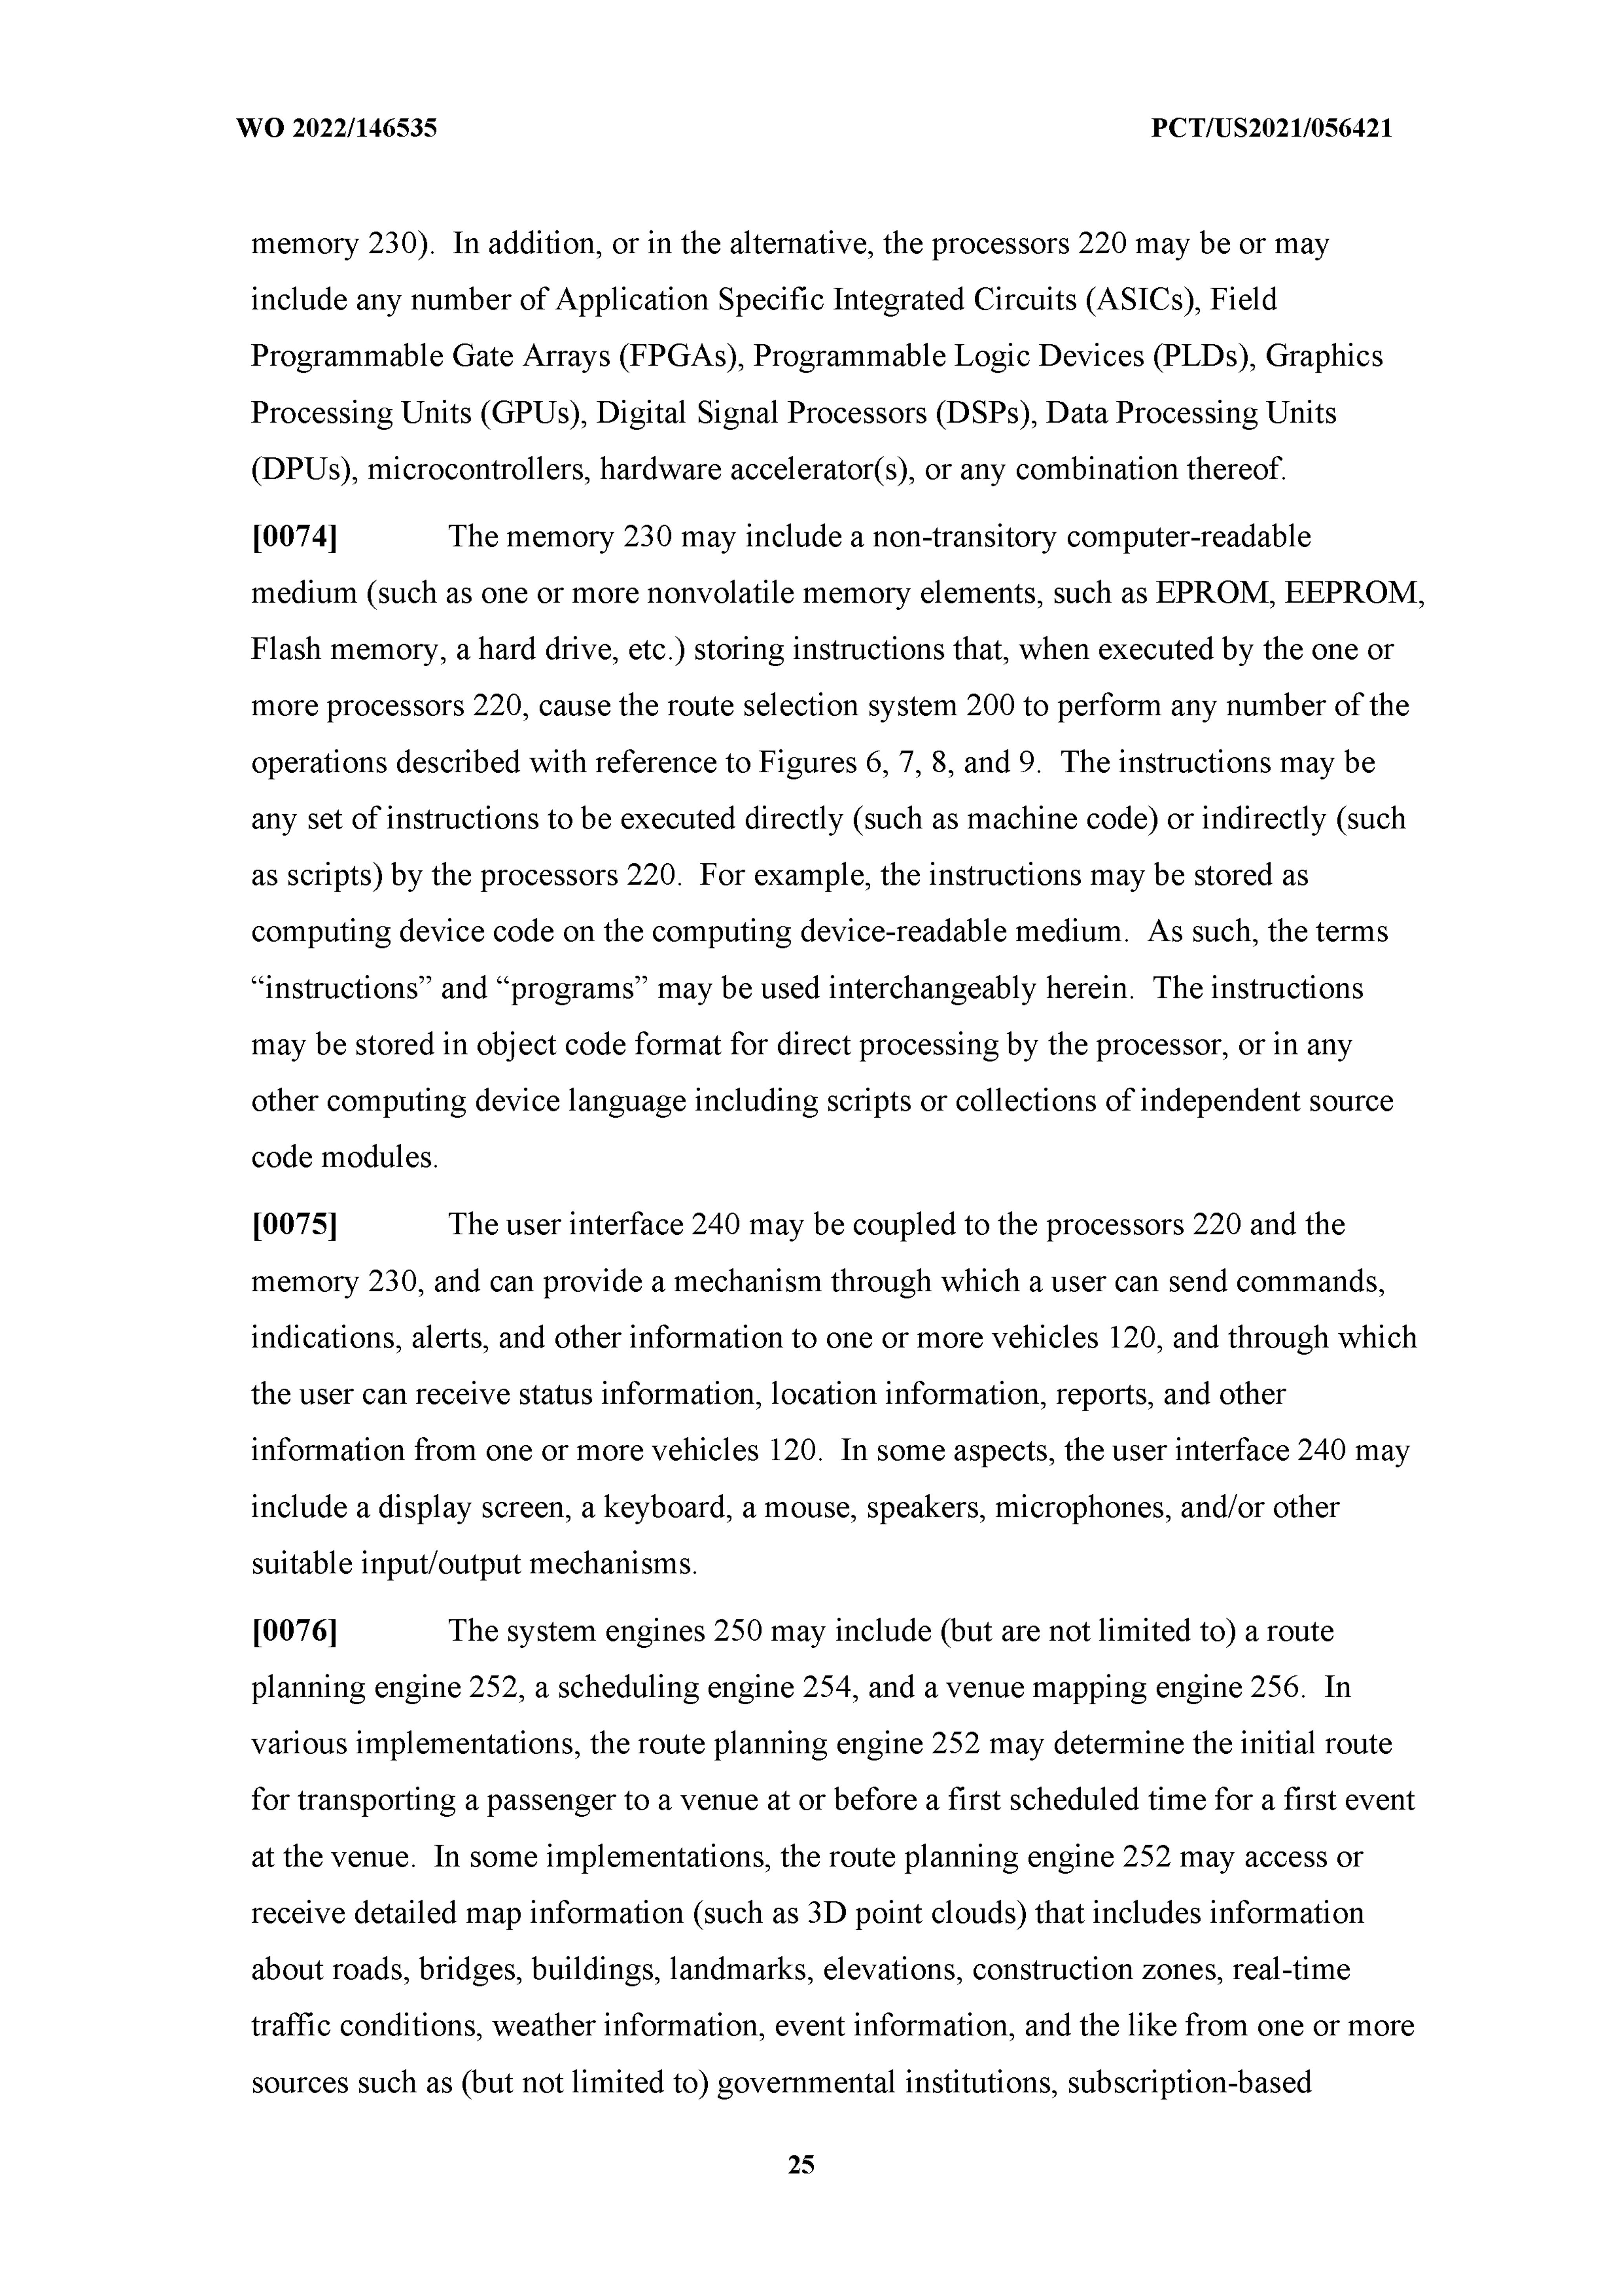 WO 2022/146535 PCT/US2021/056421
memory 230).  In addition, or in the alternative, the processors 220 may be or may
include any number of Application Specific Integrated Circuits (ASICs), Field
Programmable Gate Arrays (FPGAs), Programmable Logic Devices (PLDs), Graphics
Processing Units (GPUs), Digital Signal Processors (DSPs), Data Processing Units
(DPUs), microcontrollers, hardware accelerator(s), or any combination thereof.
[0074] The memory 230 may include a non-transitory computer-readable
medium (such as one or more nonvolatile memory elements, such as EPROM, EEPROM,
Flash memory, a hard drive, etc.) storing instructions that, when executed by the one or
more processors 220, cause the route selection system 200 to perform any number of the
operations described with reference to Figures 6, 7, 8, and 9.  The instructions may be
any set of instructions to be executed directly (such as machine code) or indirectly (such
as scripts) by the processors 220.  For example, the instructions may be stored as
computing device code on the computing device-readable medium.  As such, the terms
“instructions” and “programs” may be used interchangeably herein.  The instructions
may be stored in object code format for direct processing by the processor, or in any
other computing device language including scripts or collections of independent source
code modules.
[0075] The user interface 240 may be coupled to the processors 220 and the
memory 230, and can provide a mechanism through which a user can send commands,
indications, alerts, and other information to one or more vehicles 120, and through which
the user can receive status information, location information, reports, and other
information from one or more vehicles 120.  In some aspects, the user interface 240 may
include a display screen, a keyboard, a mouse, speakers, microphones, and/or other
suitable input/output mechanisms.
[0076] The system engines 250 may include (but are not limited to) a route
planning engine 252, a scheduling engine 254, and a venue mapping engine 256.  In
various implementations, the route planning engine 252 may determine the initial route
for transporting a passenger to a venue at or before a first scheduled time for a first event
at the venue.  In some implementations, the route planning engine 252 may access or
receive detailed map information (such as 3D point clouds) that includes information
about roads, bridges, buildings, landmarks, elevations, construction zones, real-time
traffic conditions, weather information, event information, and the like from one or more
sources such as (but not limited to) governmental institutions, subscription-based
25